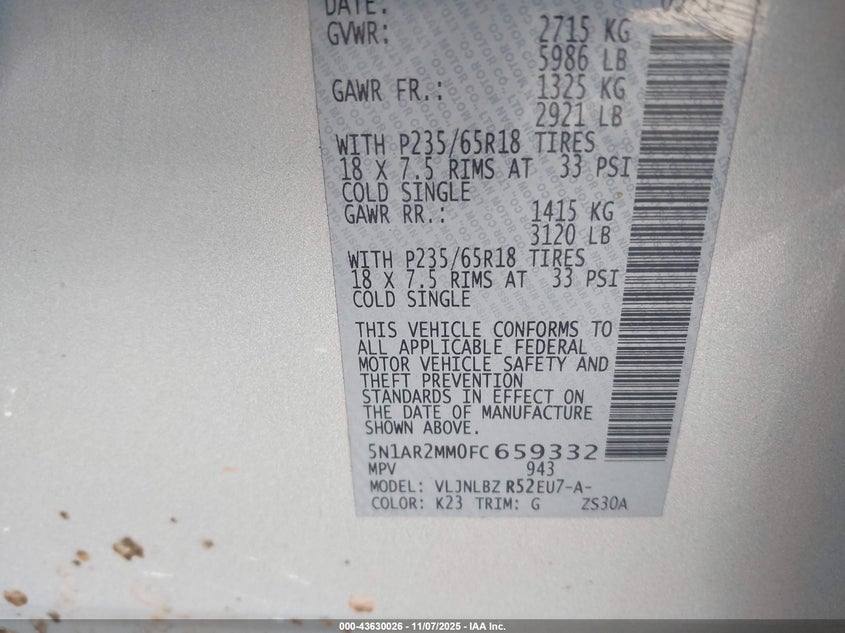 DATE:
GVWR: 2715 KG
5986 LB
GAWR FR.: 1325 KG
2921 LB
WITH P235/65R18 TIRES
18 X 7.5 RIMS AT 33 PSI
COLD SINGLE
GAWR RR.: 1415 KG
3120 LB
WITH P235/65R18 TIRES
18 X 7.5 RIMS AT 33 PSI
COLD SINGLE
THIS VEHICLE CONFORMS TO
ALL APPLICABLE FEDERAL
MOTOR VEHICLE SAFETY AND
THEFT PREVENTION
STANDARDS IN EFFECT ON
THE DATE OF MANUFACTURE
SHOWN ABOVE.
5N1AR2MM0FC659332
MPV 943
MODEL: VLJNLBZ R52EU7-A-
COLOR: K23 TRIM: G ZS30A
000-43630026 - 11/07/2025 - IAA Inc.